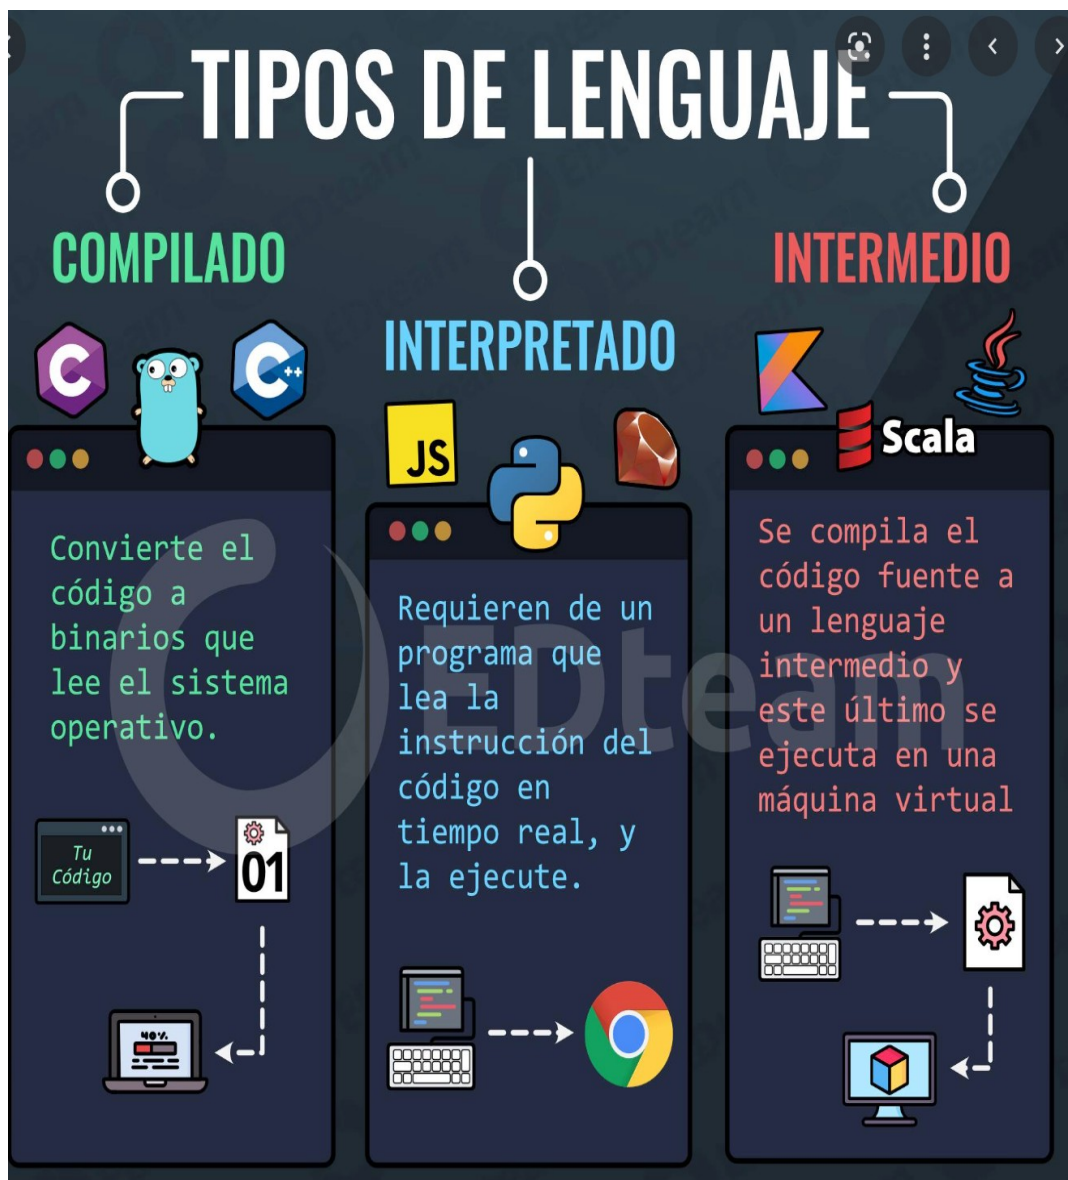 TIPOS DE LENGUAJE
COMPILADO
C
C++
Convierte el
código a
binarios que
lee el sistema
operativo.
Tu
Código
01
40%
INTERPRETADO
JS
Requieren de un
programa que
lea la
instrucción del
código en
tiempo real, y
la ejecute.
INTERMEDIO
Scala
Se compila el
código fuente a
un lenguaje
intermedio y
este último se
ejecuta en una
máquina virtual
EDteam